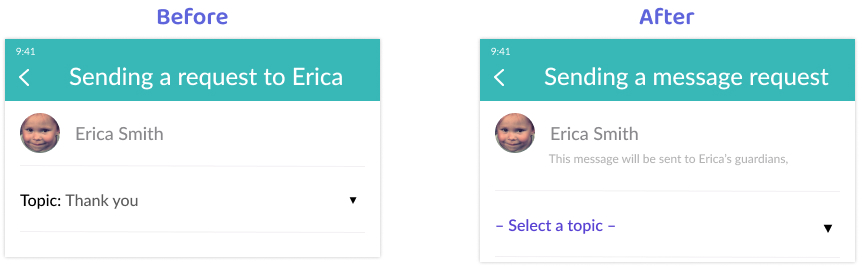 Before
9:41
Sending a request to Erica
Erica Smith
Topic: Thank you
After
9:41
Sending a message request
Erica Smith
This message will be sent to Erica's guardians,
– Select a topic –